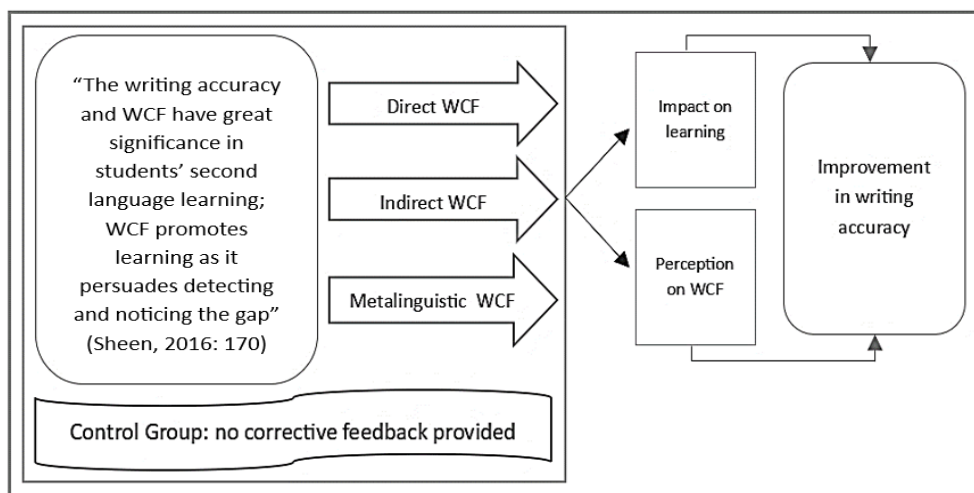 “The writing accuracy
and WCF have great
significance in
students’ second
language learning;
WCF promotes
learning as it
persuades detecting
and noticing the gap”
(Sheen, 2016: 170)
Direct WCF
Indirect WCF
Metalinguistic WCF
Control Group: no corrective feedback provided
Impact on
learning
Perception
on WCF
Improvement
in writing
accuracy